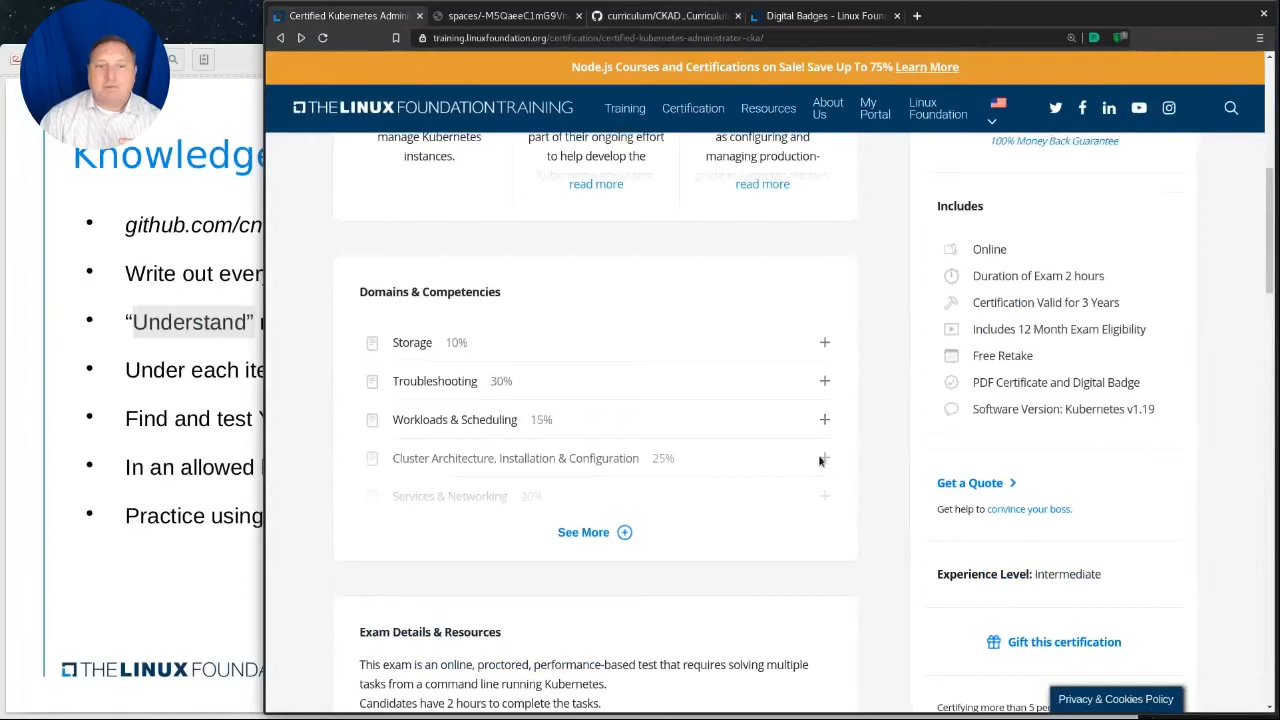 Certified Kubernetes Admin
spaces/-M5QaeeC1mG9Vn
curriculum/CKAD_Curriculum
Digital Badges - Linux Foun
training.linuxfoundation.org/certification/certified-kubernetes-administrator-cka/
Node.js Courses and Certifications on Sale! Save Up To 75% Learn More
THE LINUX FOUNDATION TRAINING
Training
Certification
Resources
About Us
My Portal
Linux Foundation
manage Kubernetes
instances.
part of their ongoing effort
to help develop the
read more
as configuring and
managing production-
read more
100% Money Back Guarantee
Includes
Online
Duration of Exam 2 hours
Certification Valid for 3 Years
Includes 12 Month Exam Eligibility
Free Retake
PDF Certificate and Digital Badge
Software Version: Kubernetes v1.19
Get a Quote
Get help to convince your boss.
Experience Level: Intermediate
Gift this certification
Certifying more than 5 pe
Privacy & Cookies Policy
Domains & Competencies
Storage 10%
Troubleshooting 30%
Workloads & Scheduling 15%
Cluster Architecture, Installation & Configuration 25%
Services & Networking 20%
See More
Exam Details & Resources
This exam is an online, proctored, performance-based test that requires solving multiple
tasks from a command line running Kubernetes.
Candidates have 2 hours to complete the tasks.
Knowledge
• github.com/cn
• Write out ever
• “Understand”
• Under each ite
• Find and test
• In an allowed
• Practice using
THE LINUX FOUNDA